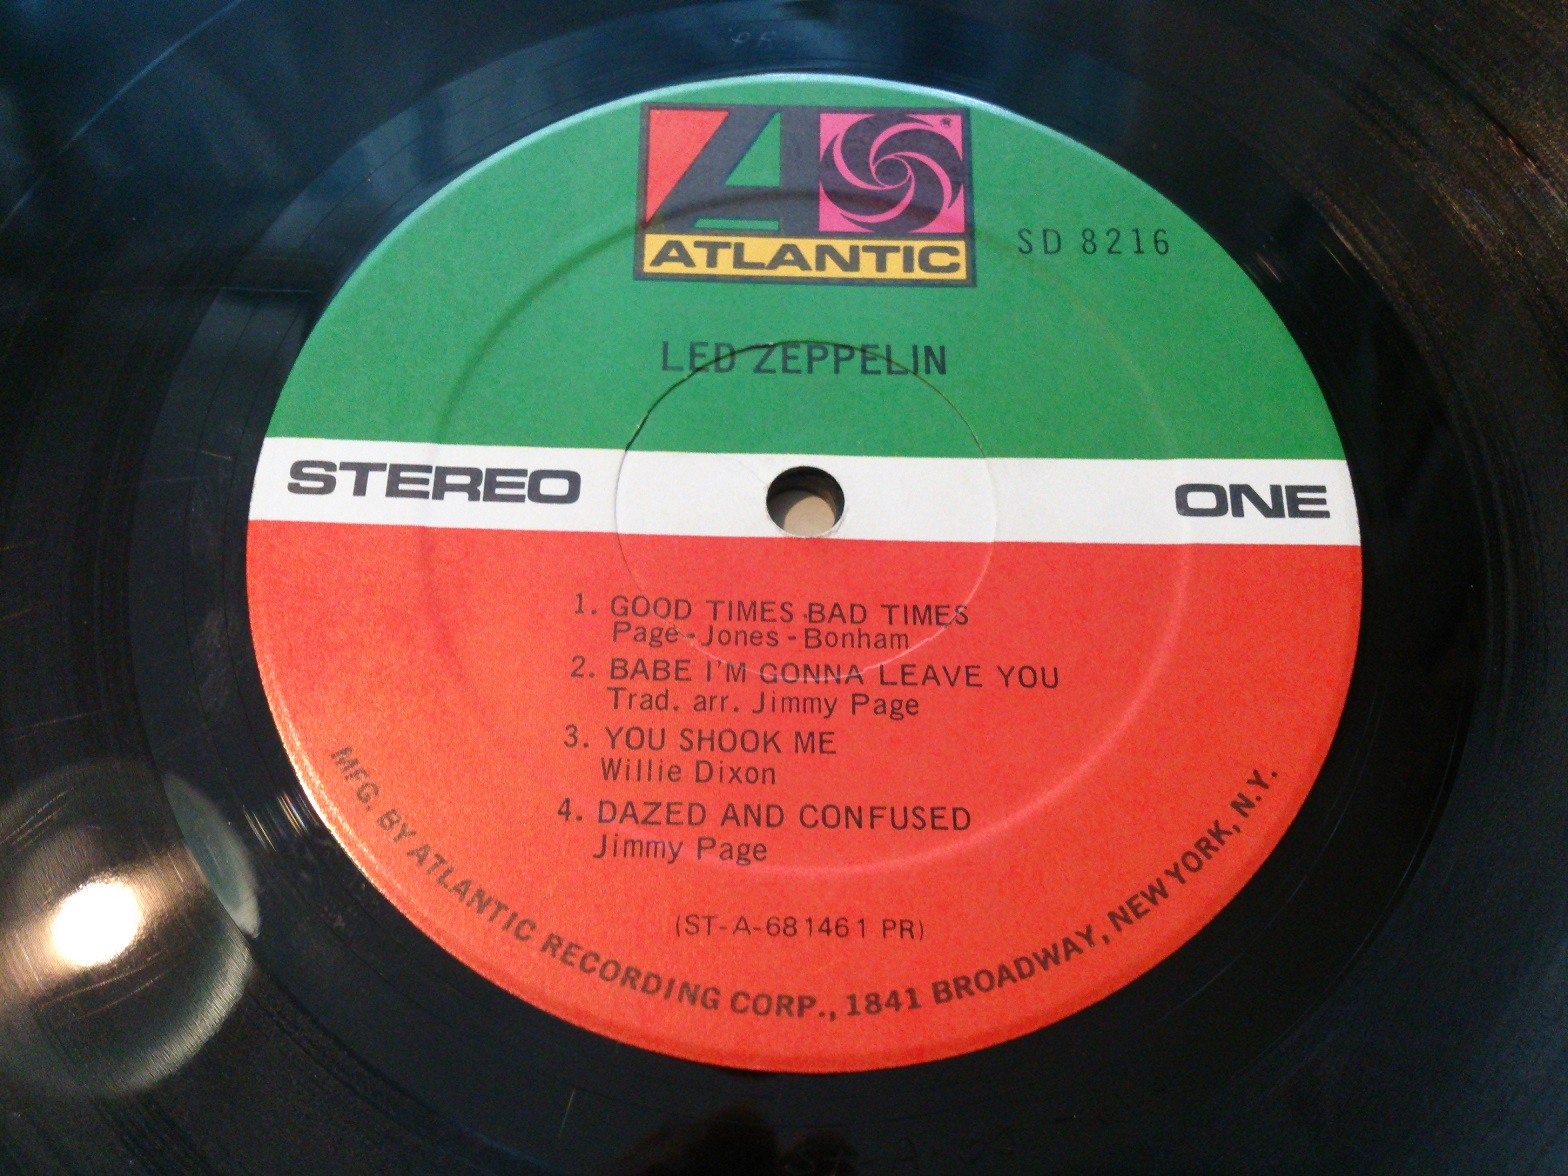 ATLANTIC
SD 8216
LED ZEPPELIN
STEREO
ONE
1. GOOD TIMES BAD TIMES
Page - Jones - Bonham
2. BABE I'M GONNA LEAVE YOU
Trad. arr. Jimmy Page
3. YOU SHOOK ME
Willie Dixon
4. DAZED AND CONFUSED
Jimmy Page
(ST-A-681461 PR)
MFG. BY ATLANTIC RECORDING CORP., 1841 BROADWAY, NEW YORK, N.Y.